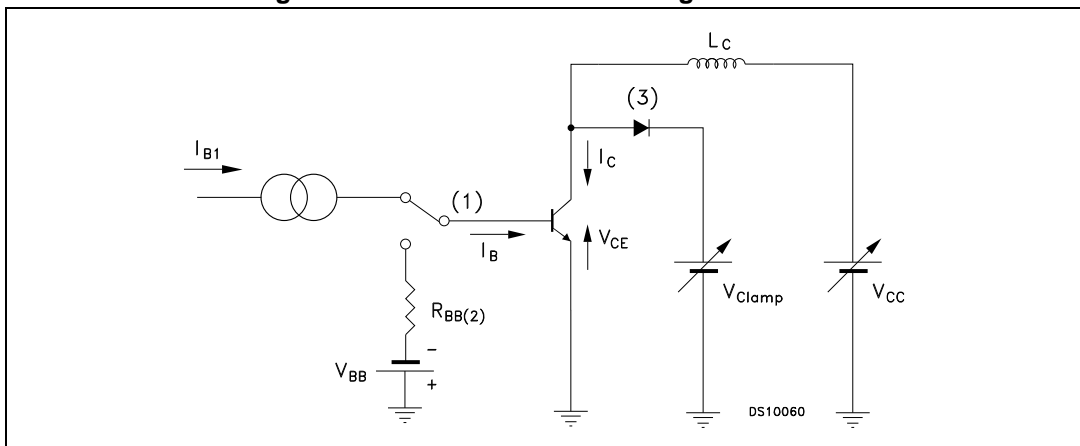 L C
(3)
I B1
I C
(1)
I B
V CE
R BB(2)
V Clamp
V CC
V BB
−
+
DS10060